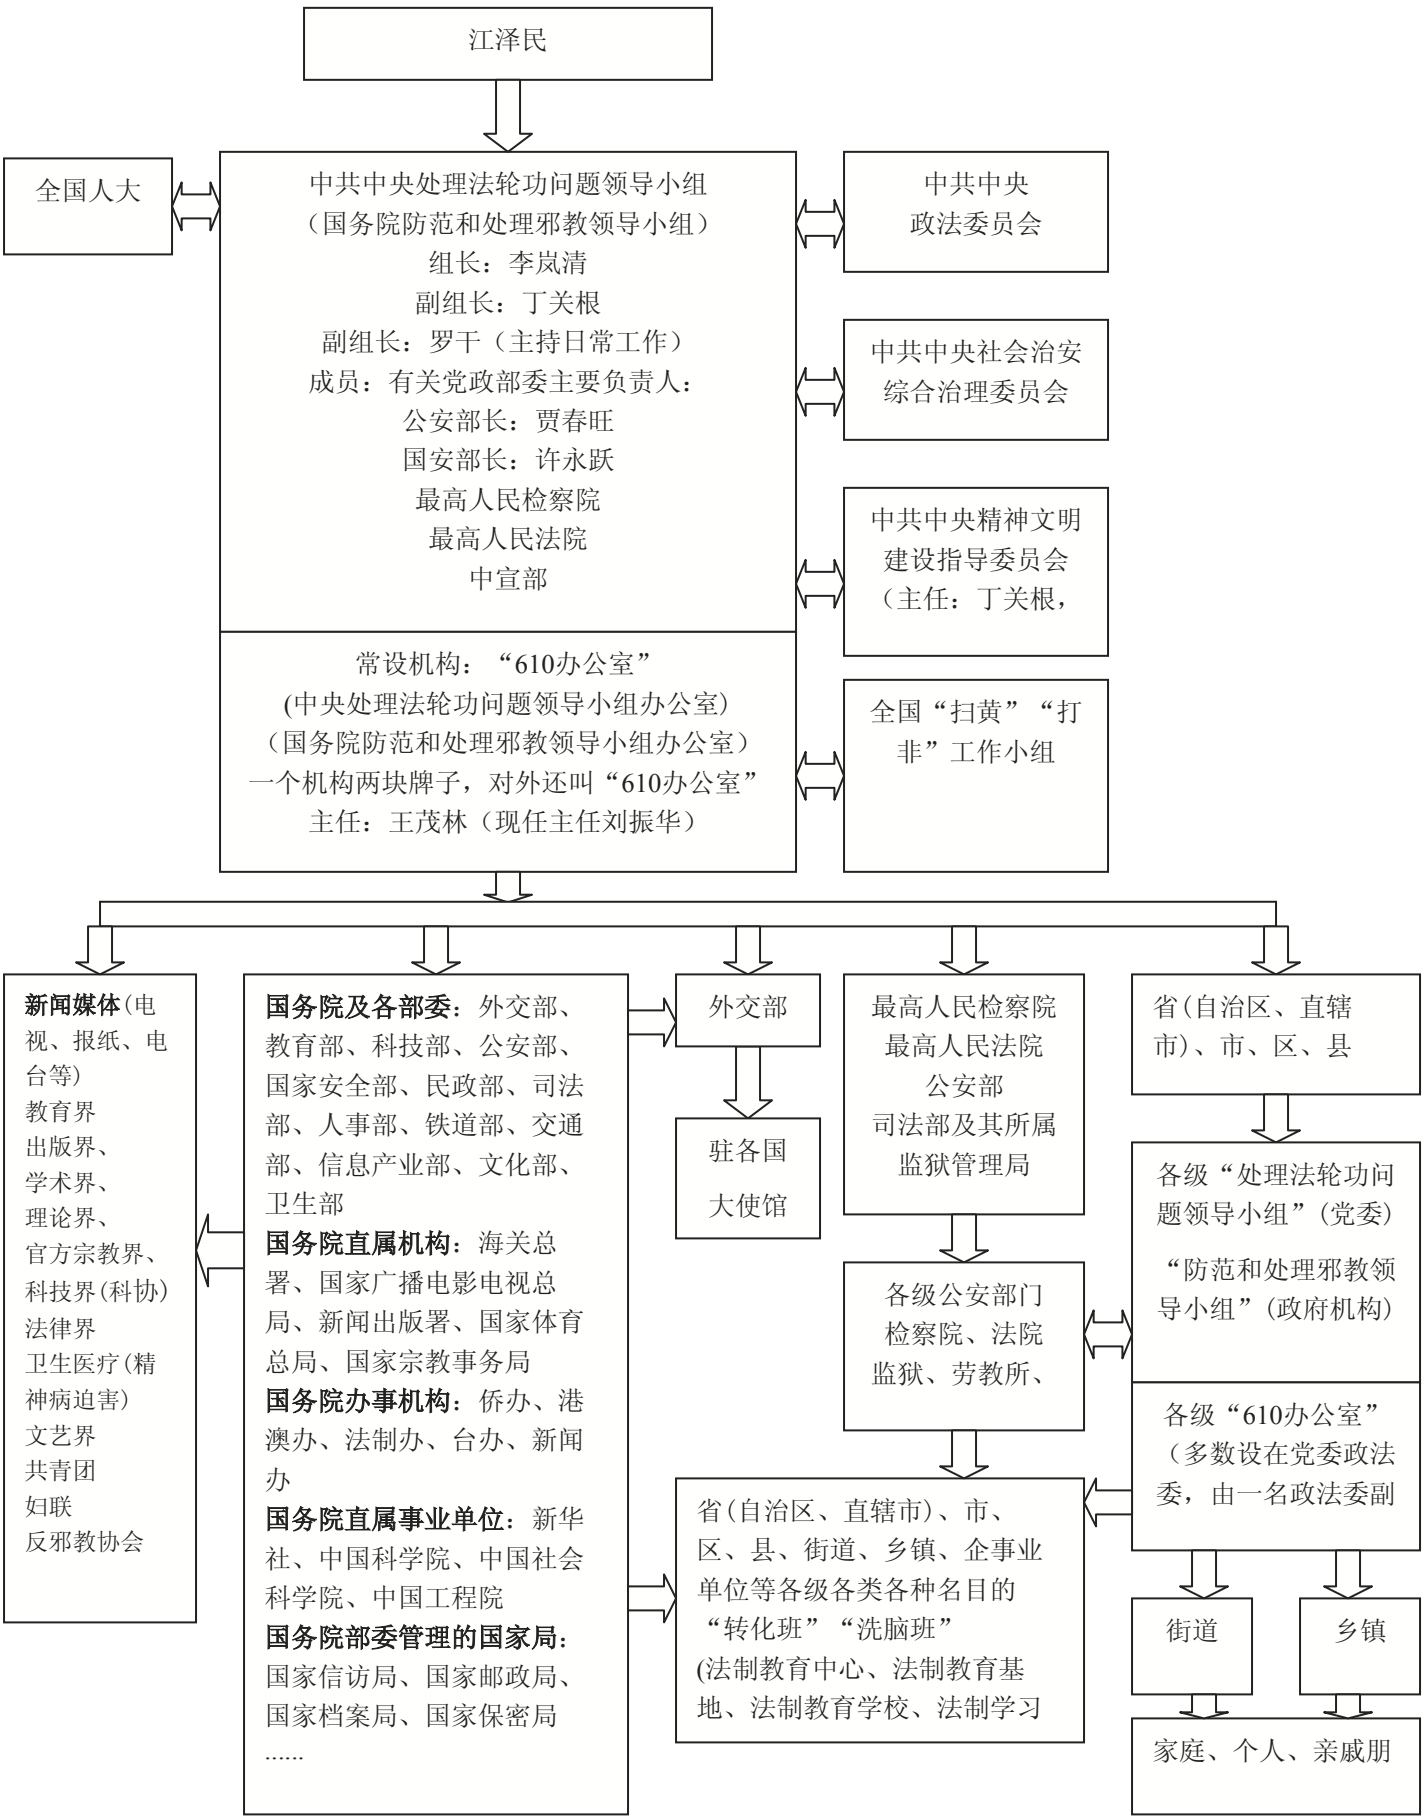 江泽民
全国人大
中共中央处理法轮功问题领导小组
（国务院防范和处理邪教领导小组）
组长：李岚清
副组长：丁关根
副组长：罗干（主持日常工作）
成员：有关党政部委主要负责人：
公安部长：贾春旺
国安部长：许永跃
最高人民检察院
最高人民法院
中宣部
中共中央
政法委员会
中共中央社会治安
综合治理委员会
中共中央精神文明
建设指导委员会
（主任：丁关根，
常设机构：“610办公室”
(中央处理法轮功问题领导小组办公室)
（国务院防范和处理邪教领导小组办公室）
一个机构两块牌子，对外还叫“610办公室”
主任：王茂林（现任主任刘振华）
全国“扫黄”“打
非”工作小组
新闻媒体(电
视、报纸、电
台等)
教育界
出版界、
学术界、
理论界、
官方宗教界、
科技界(科协)
法律界
卫生医疗(精
神病迫害)
文艺界
共青团
妇联
反邪教协会
国务院及各部委：外交部、
教育部、科技部、公安部、
国家安全部、民政部、司法
部、人事部、铁道部、交通
部、信息产业部、文化部、
卫生部
国务院直属机构：海关总
署、国家广播电影电视总
局、新闻出版署、国家体育
总局、国家宗教事务局
国务院办事机构：侨办、港
澳办、法制办、台办、新闻
办
国务院直属事业单位：新华
社、中国科学院、中国社会
科学院、中国工程院
国务院部委管理的国家局：
国家信访局、国家邮政局、
国家档案局、国家保密局
......
外交部
驻各国
大使馆
最高人民检察院
最高人民法院
公安部
司法部及其所属
监狱管理局
各级公安部门
检察院、法院
监狱、劳教所、
省(自治区、直辖市)、市、
区、县、街道、乡镇、企事业
单位等各级各类各种名目的
“转化班”“洗脑班”
(法制教育中心、法制教育基
地、法制教育学校、法制学习
省(自治区、直辖
市)、市、区、县
各级“处理法轮功问
题领导小组”(党委)
“防范和处理邪教领
导小组”(政府机构)
各级“610办公室”
（多数设在党委政法
委，由一名政法委副
街道
乡镇
家庭、个人、亲戚朋